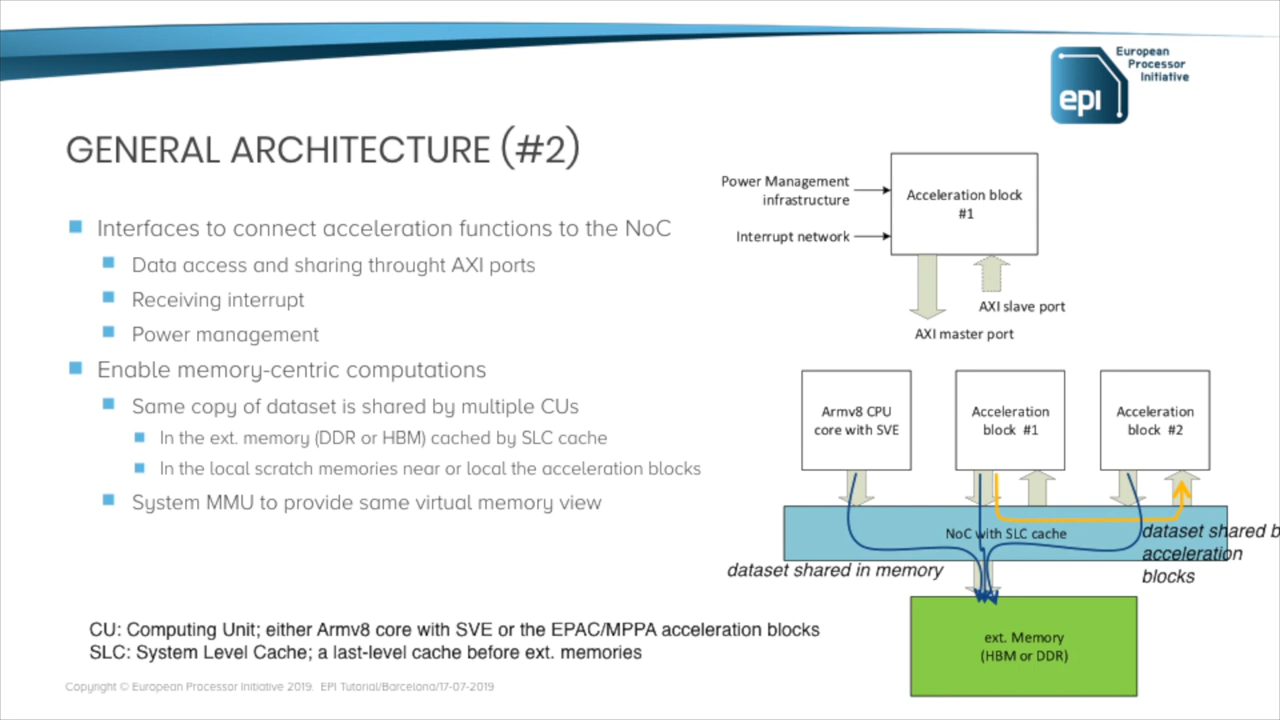 European
Processor
Initiative
epi
GENERAL ARCHITECTURE (#2)
Interfaces to connect acceleration functions to the NoC
Data access and sharing throught AXI ports
Receiving interrupt
Power management
Enable memory-centric computations
Same copy of dataset is shared by multiple CUs
In the ext. memory (DDR or HBM) cached by SLC cache
In the local scratch memories near or local the acceleration blocks
System MMU to provide same virtual memory view
Power Management
infrastructure
Interrupt network
Acceleration block
#1
AXI slave port
AXI master port
Armv8 CPU
core with SVE
Acceleration
block #1
Acceleration
block #2
NoC with SLC cache
dataset shared b
acceleration
blocks
dataset shared in memory
ext. Memory
(HBM or DDR)
CU: Computing Unit; either Armv8 core with SVE or the EPAC/MPPA acceleration blocks
SLC: System Level Cache; a last-level cache before ext. memories
Copyright © European Processor Initiative 2019. EPI Tutorial/Barcelona/17-07-2019